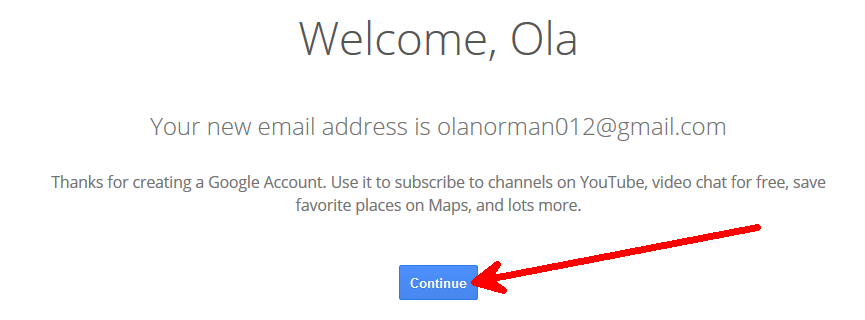 Welcome, Ola
Your new email address is olanorman012@gmail.com
Thanks for creating a Google Account. Use it to subscribe to channels on YouTube, video chat for free, save
favorite places on Maps, and lots more.
Continue